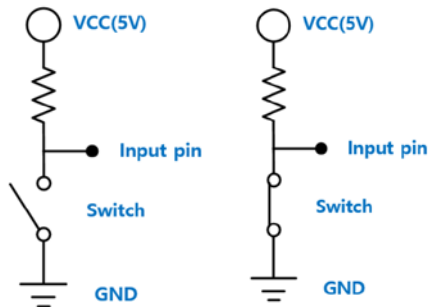 VCC(5V)
Input pin
Switch
GND
VCC(5V)
Input pin
Switch
GND